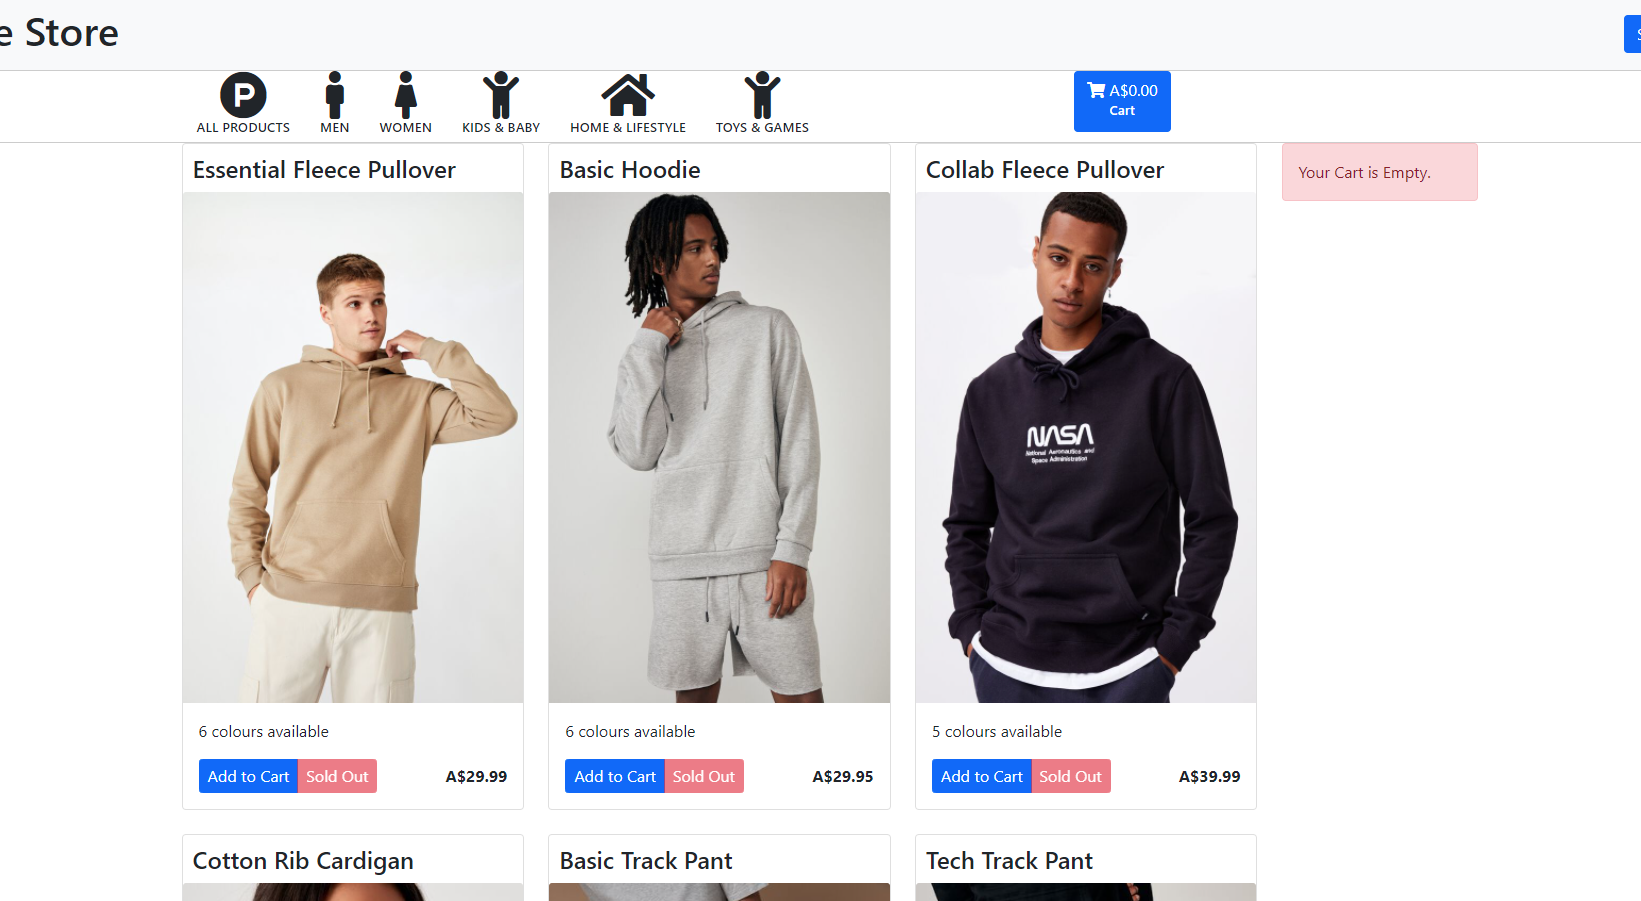 e Store
ALL PRODUCTS
MEN
WOMEN
KIDS & BABY
HOME & LIFESTYLE
TOYS & GAMES
A$0.00
Cart
Essential Fleece Pullover
Basic Hoodie
Collab Fleece Pullover
Your Cart is Empty.
NASA
National Aeronautics and
Space Administration
6 colours available
6 colours available
5 colours available
Add to Cart Sold Out A$29.99
Add to Cart Sold Out A$29.95
Add to Cart Sold Out A$39.99
Cotton Rib Cardigan
Basic Track Pant
Tech Track Pant